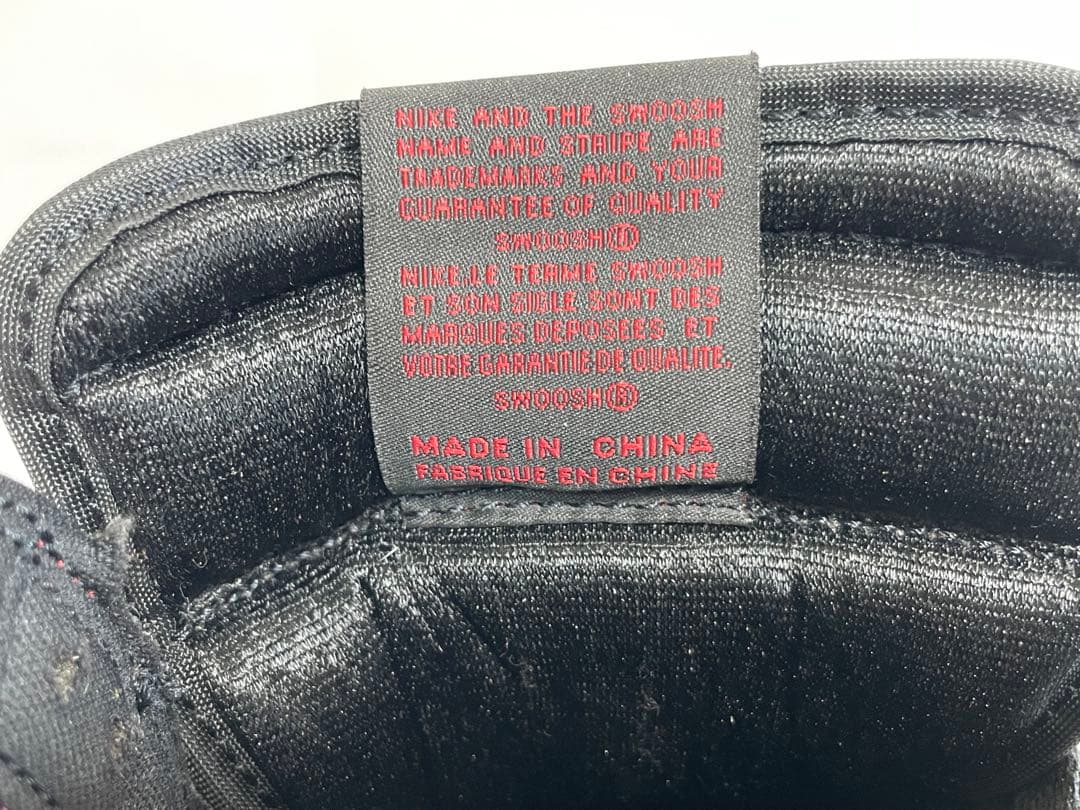 NIKE AND THE SWOOSH
NAME AND STRIPE ARE
TRADEMARKS AND YOUR
GUARANTEE OF QUALITY
SWOOSH®
NIKE.LE TERME SWOOSH
ET SON SIGLE SONT DES
MARQUES DEPOSEES ET
VOTRE GARANTIE DE QUALITE.
SWOOSH®
MADE IN CHINA
FABRIQUE EN CHINE